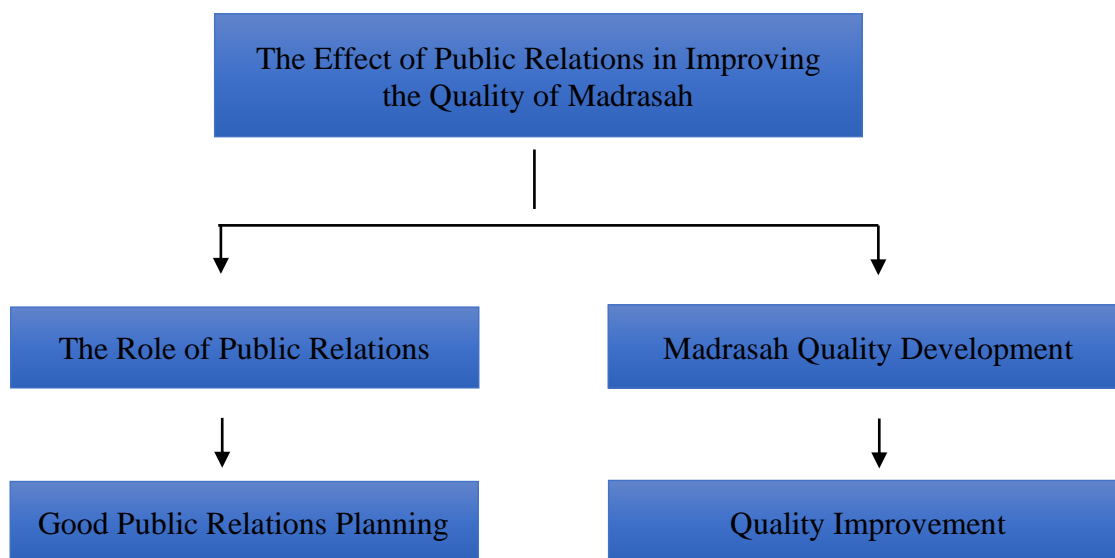 The Effect of Public Relations in Improving
the Quality of Madrasah
The Role of Public Relations
Madrasah Quality Development
Good Public Relations Planning
Quality Improvement